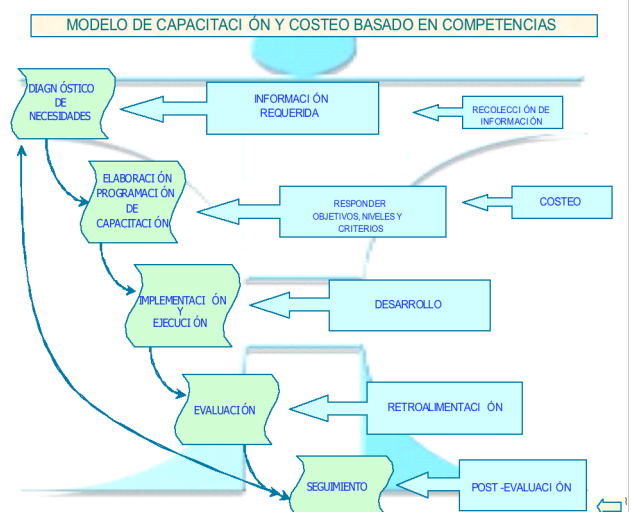 MODELO DE CAPACITACI ÓN Y COSTEO BASADO EN COMPETENCIAS
DIAGN ÓSTICO
DE
NECESIDADES
INFORMACI ÓN
REQUERIDA
RECOLECCI ÓN DE
INFORMACIÓN
ELABORACI ÓN
PROGRAMACI ÓN
DE
CAPACITACI ÓN
RESPONDER
OBJETIVOS, NIVELES Y
CRITERIOS
COSTEO
IMPLEMENTACI ÓN
Y
EJECUCI ÓN
DESARROLLO
EVALUACI ÓN
RETROALIMENTACI ÓN
SEGUIMIENTO
POST -EVALUACI ÓN